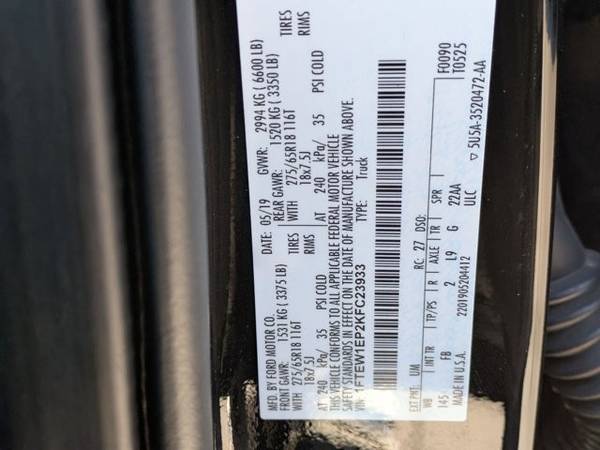 MFD. BY FORD MOTOR CO.
DATE: 05/19 GVWR: 2994 KG ( 6600 LB)
FRONT GAWR: 1531 KG ( 3375 LB) REAR GAWR: 1520 KG ( 3350 LB)
WITH 275/65R18 116T TIRES WITH 275/65R18 116T TIRES
18x7.5J RIMS 18x7.5J RIMS
AT 240 kPa/ 35 PSI COLD AT 240 kPa/ 35 PSI COLD
THIS VEHICLE CONFORMS TO ALL APPLICABLE FEDERAL MOTOR VEHICLE
SAFETY STANDARDS IN EFFECT ON THE DATE OF MANUFACTURE SHOWN ABOVE.
VIN: 1FTEW1EP2KFC23933 TYPE: Truck
F0090
T0525
EXT PNT: UM RC: 27 DSO:
WB INT TR TP/PS R AXLE TR SPR
145 FB 2 L9 G 22AA
ULC
MADE IN U.S.A. 2201905204412 ▽ 5U5A-3520472-AA